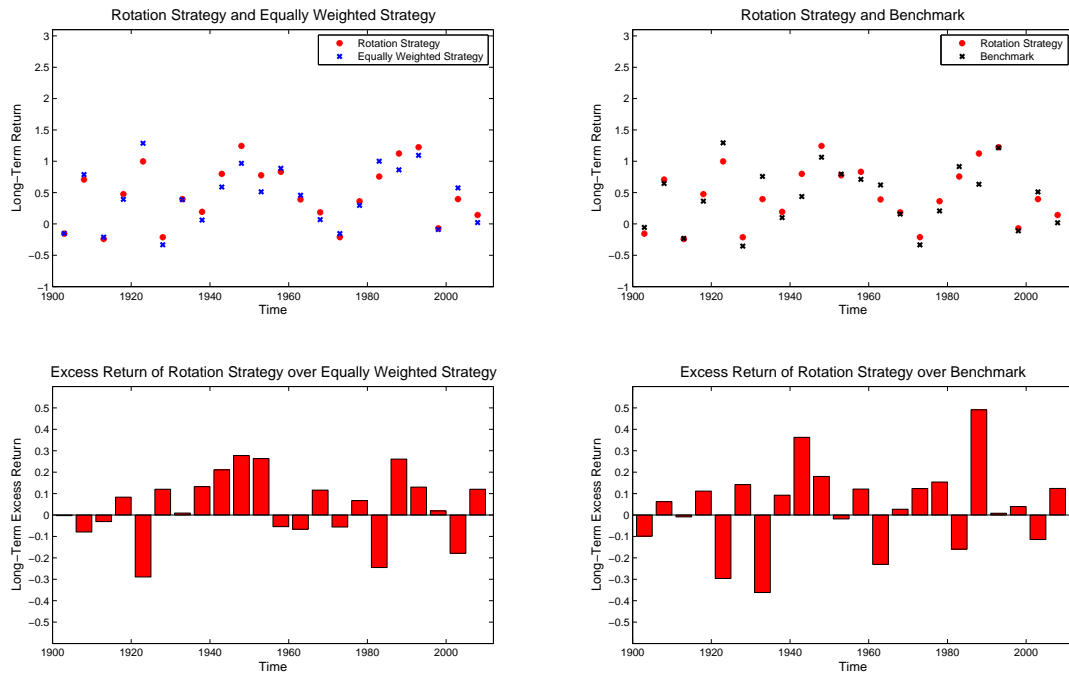 Rotation Strategy and Equally Weighted Strategy
3
2.5
2
1.5
1
0.5
0
−0.5
−1
1900 1920 1940 1960 1980 2000
Long−Term Return
Time
Rotation Strategy
Equally Weighted Strategy
Rotation Strategy and Benchmark
3
2.5
2
1.5
1
0.5
0
−0.5
−1
1900 1920 1940 1960 1980 2000
Long−Term Return
Time
Rotation Strategy
Benchmark
Excess Return of Rotation Strategy over Equally Weighted Strategy
0.5
0.4
0.3
0.2
0.1
0
−0.1
−0.2
−0.3
−0.4
−0.5
1900 1920 1940 1960 1980 2000
Long−Term Excess Return
Time
Excess Return of Rotation Strategy over Benchmark
0.5
0.4
0.3
0.2
0.1
0
−0.1
−0.2
−0.3
−0.4
−0.5
1900 1920 1940 1960 1980 2000
Long−Term Excess Return
Time